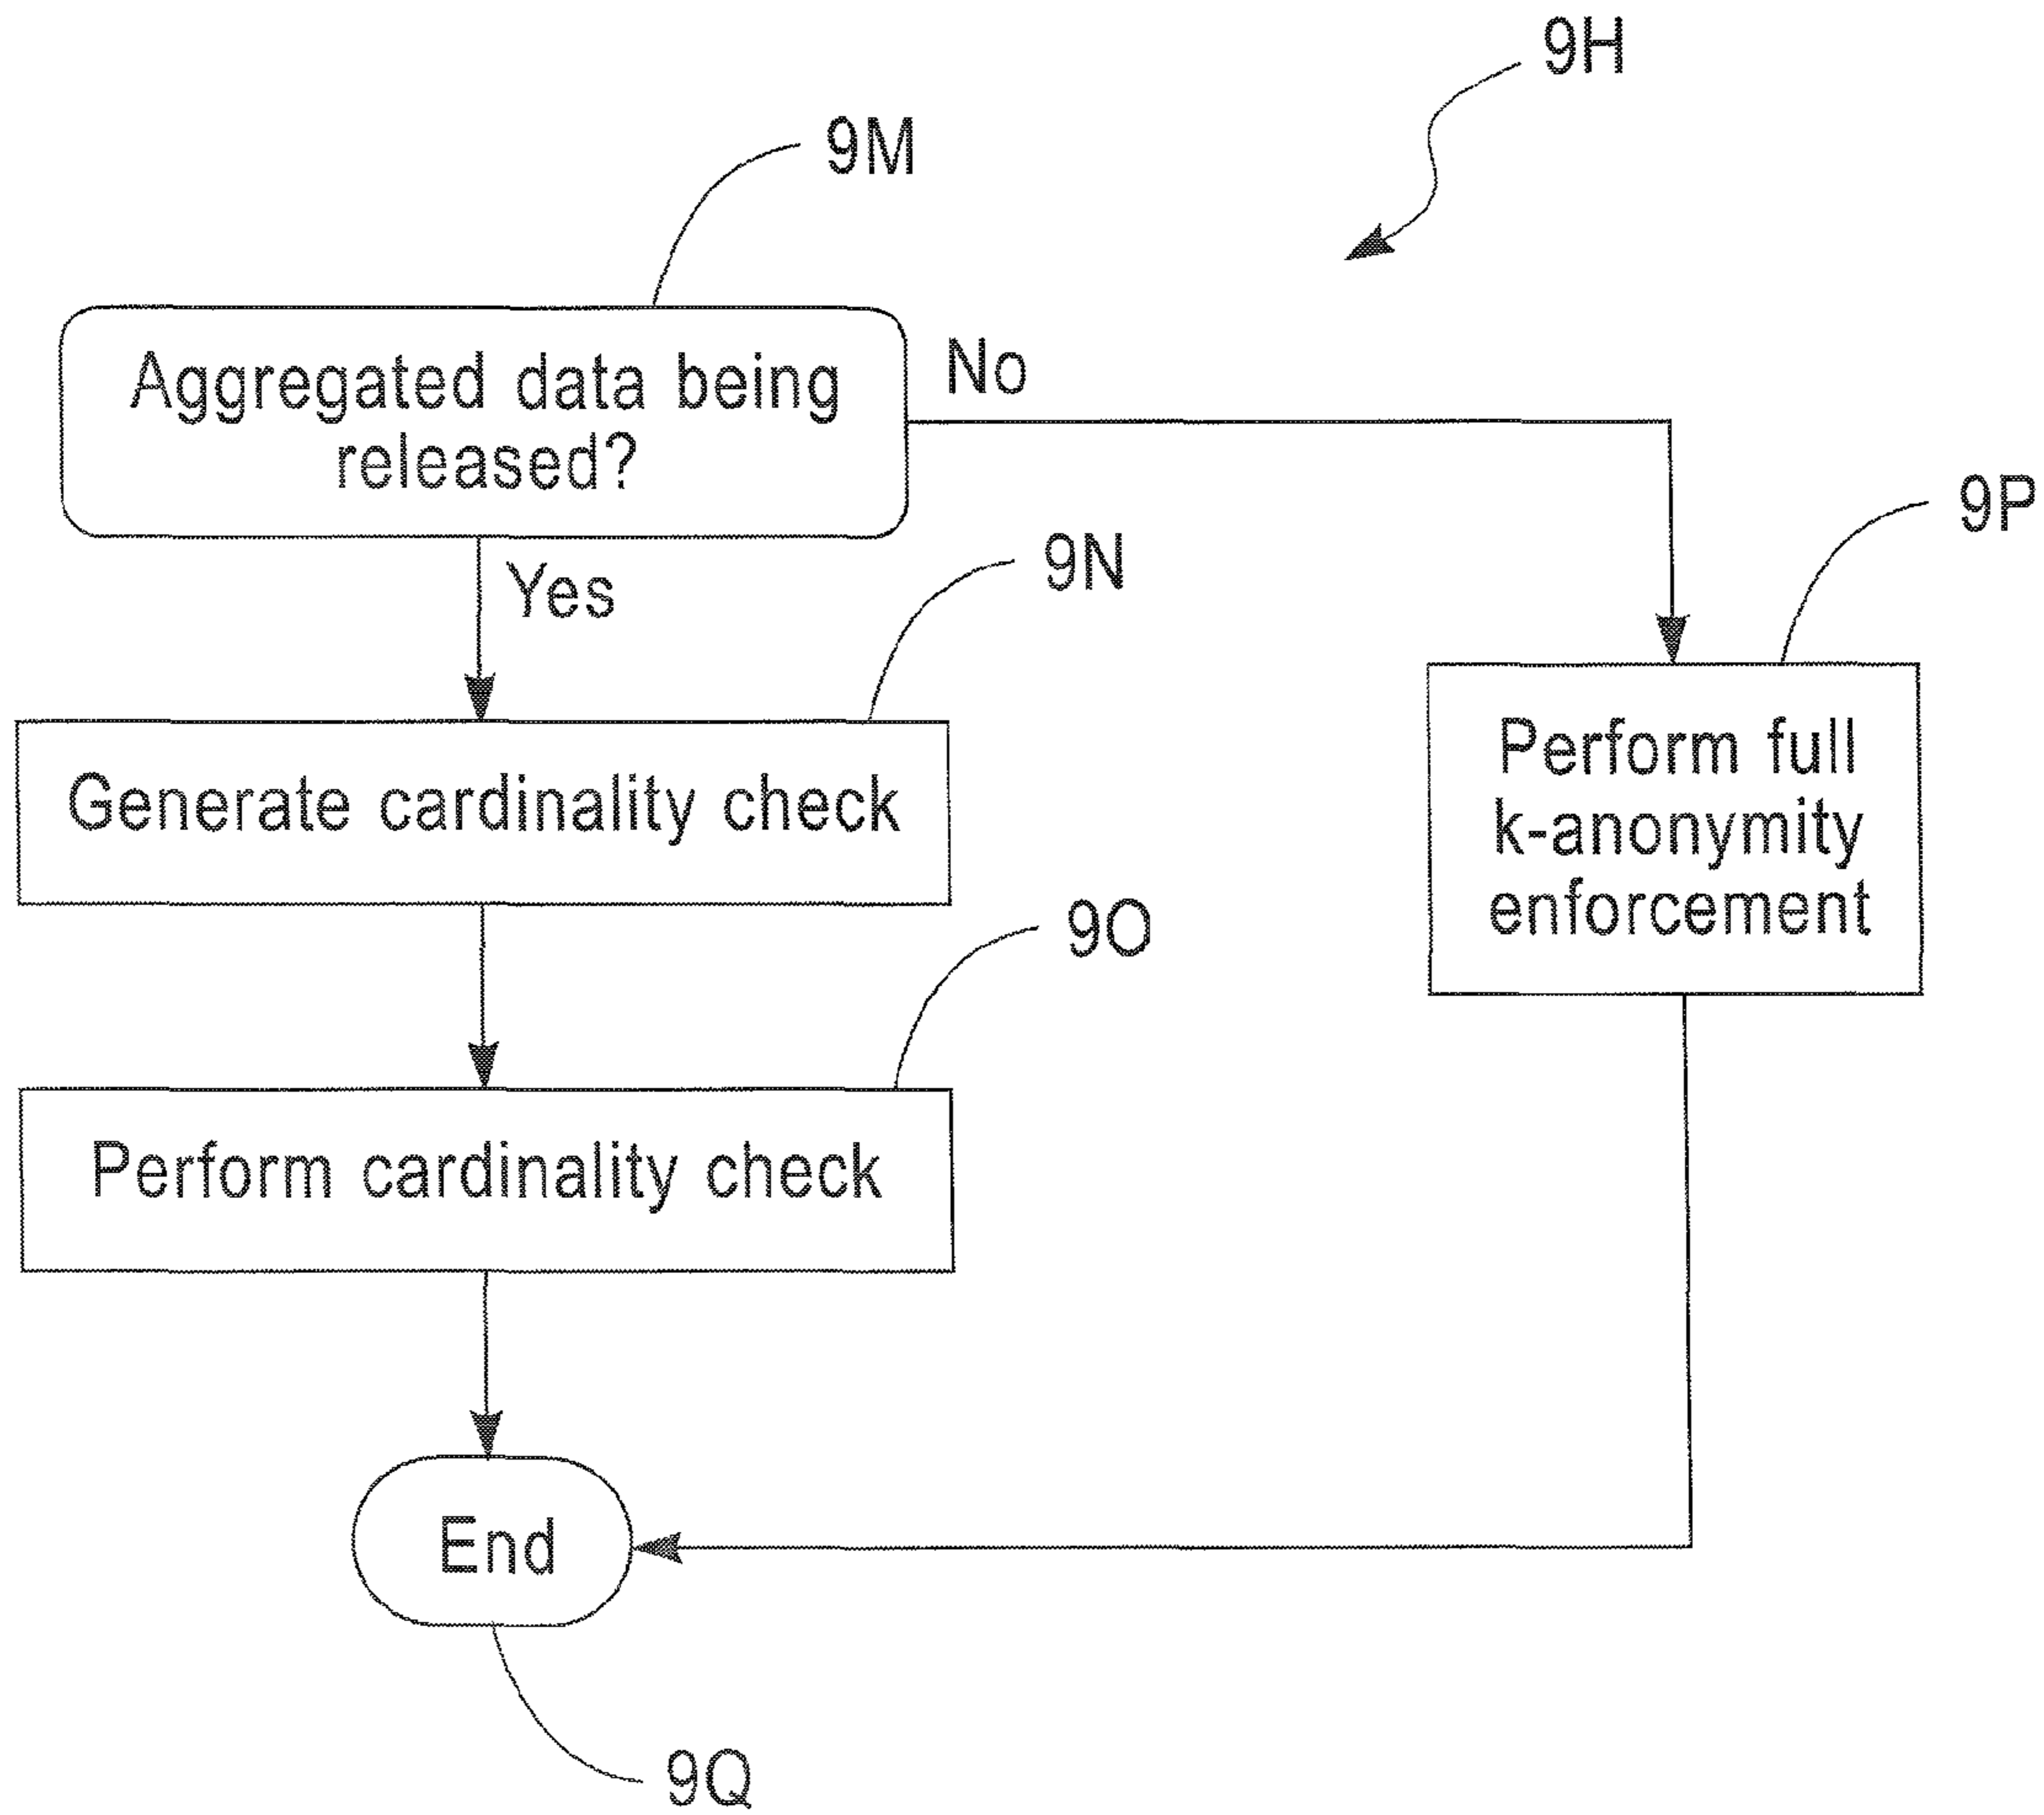 9H
9M
Aggregated data being
released?
No
Yes
9N
9P
Generate cardinality check
Perform full
k-anonymity
enforcement
9O
Perform cardinality check
End
9Q